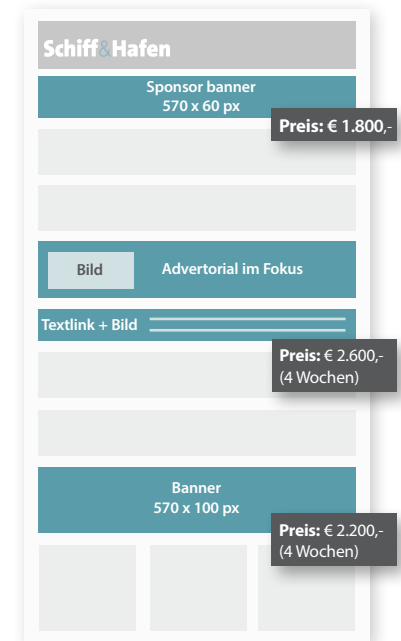 Schiff&Hafen
Sponsor banner
570 x 60 px
Preis: € 1.800,-
Bild
Advertorial im Fokus
Textlink + Bild
Preis: € 2.600,-
(4 Wochen)
Banner
570 x 100 px
Preis: € 2.200,-
(4 Wochen)